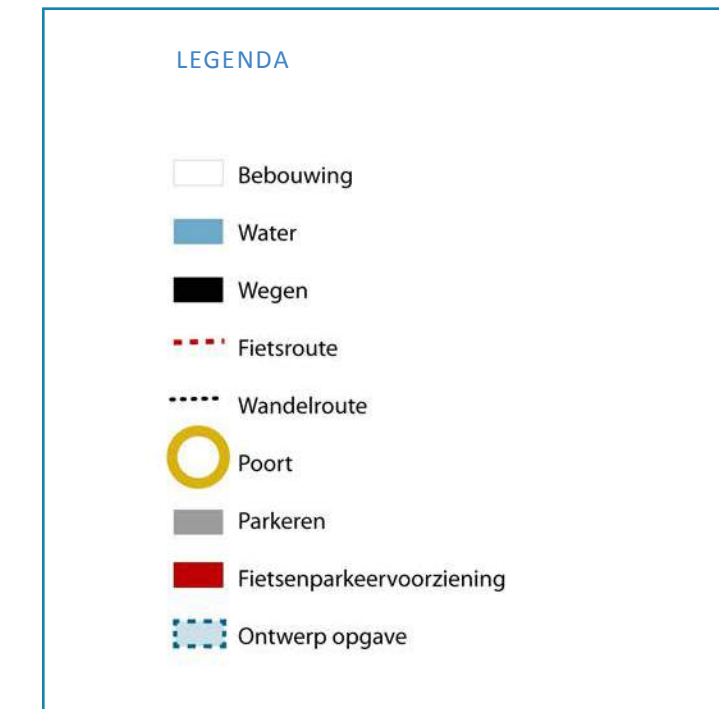 LEGENDA
Bebouwing
Water
Wegen
Fietsroute
Wandelroute
Poort
Parkeren
Fietsenparkeervoorziening
Ontwerp opgave